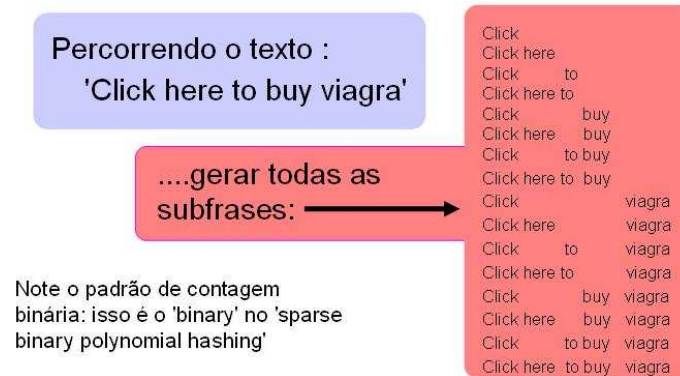 Percorrendo o texto :
'Click here to buy viagra'
....gerar todas as
subfrases:
Note o padrão de contagem
binária: isso é o 'binary' no 'sparse
binary polynomial hashing'
Click
Click here
Click to
Click here to
Click buy
Click here buy
Click to buy
Click here to buy
Click viagra
Click here viagra
Click to viagra
Click here to viagra
Click buy viagra
Click here buy viagra
Click to buy viagra
Click here to buy viagra